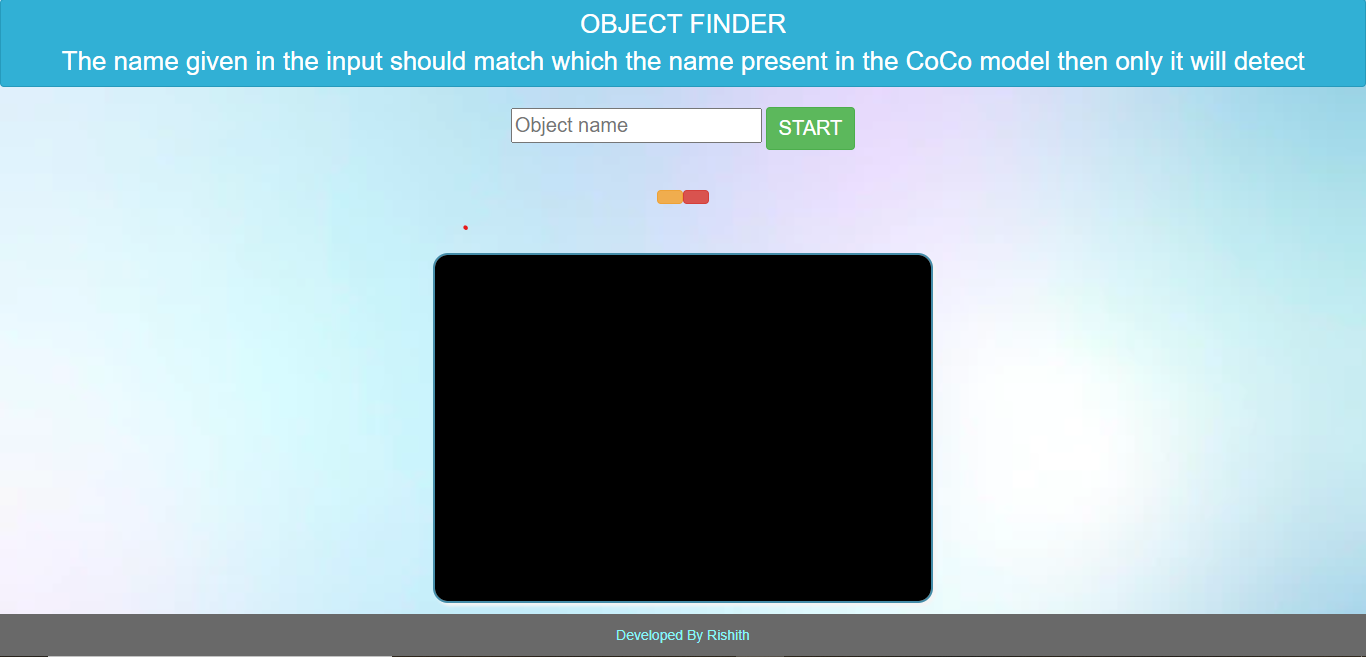 OBJECT FINDER
The name given in the input should match which the name present in the CoCo model then only it will detect
Object name START
Developed By Rishith